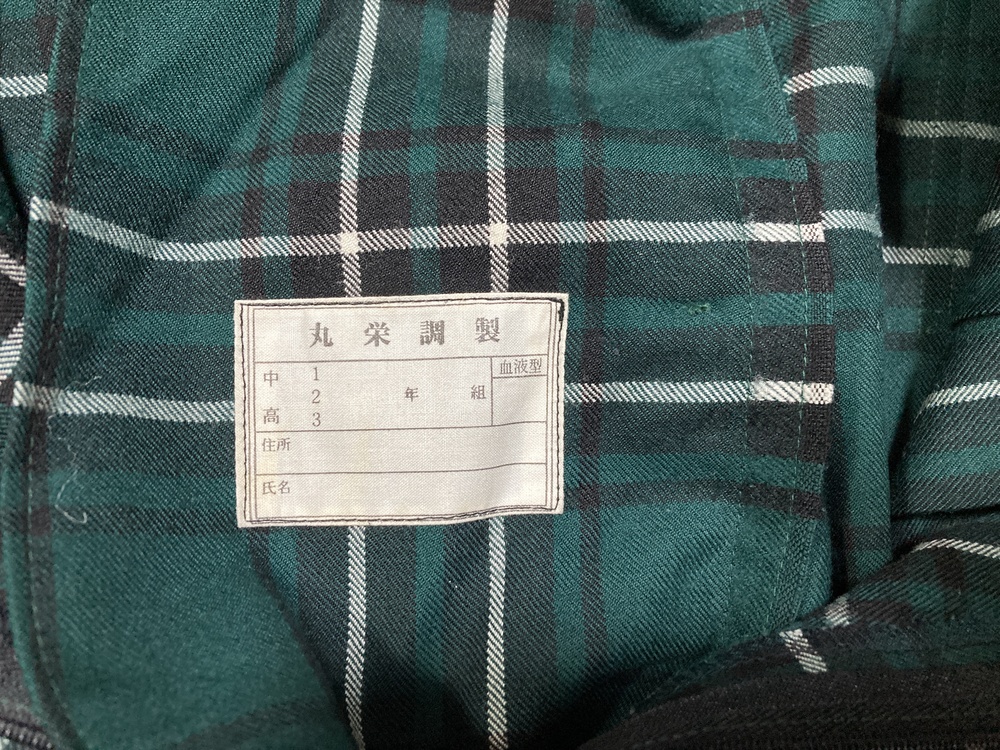 丸栄調製
中 1 血液型
2 年 組
高 3
住所
氏名